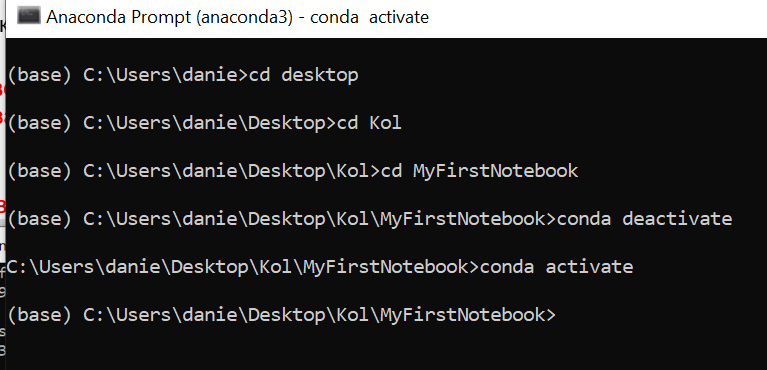 Anaconda Prompt (anaconda3) - conda  activate
(base) C:\Users\danie>cd desktop
(base) C:\Users\danie\Desktop>cd Kol
(base) C:\Users\danie\Desktop\Kol>cd MyFirstNotebook
(base) C:\Users\danie\Desktop\Kol\MyFirstNotebook>conda deactivate
C:\Users\danie\Desktop\Kol\MyFirstNotebook>conda activate
(base) C:\Users\danie\Desktop\Kol\MyFirstNotebook>